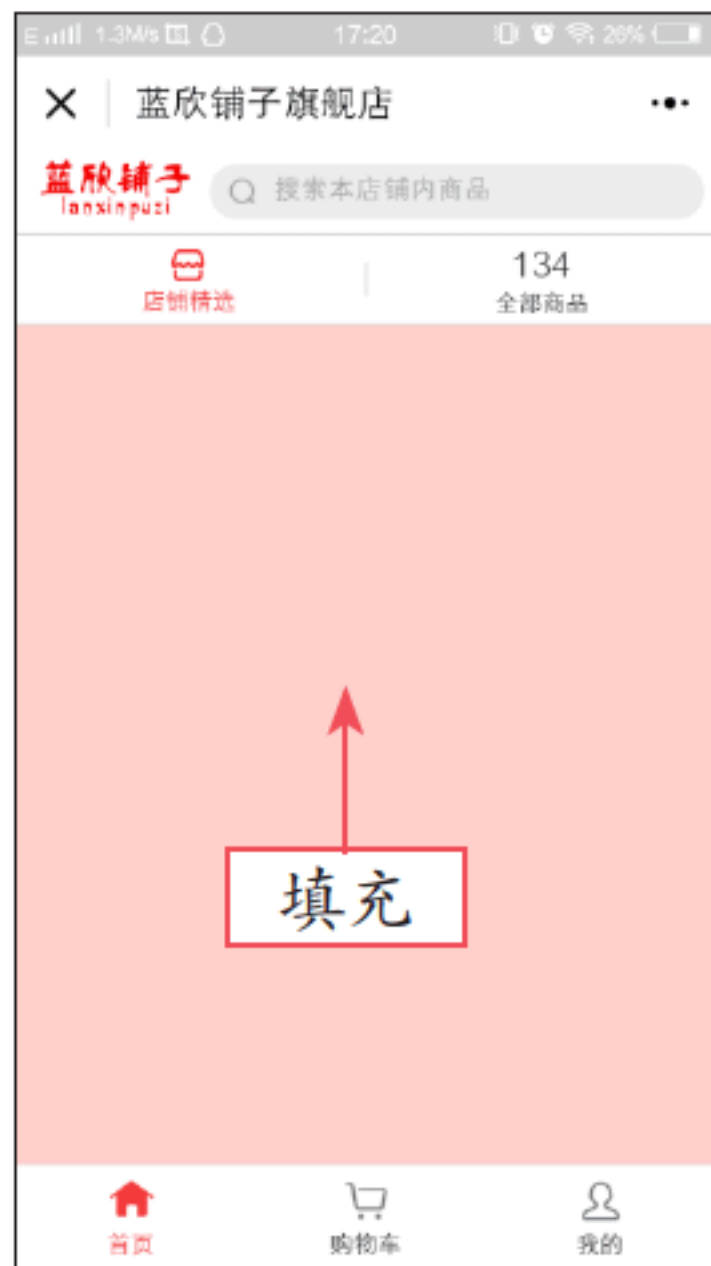 1.3M/s 17:20 26%
蓝欣铺子旗舰店
蓝欣铺子
lanxinpuzi
搜索本店铺内商品
134
店铺精选 全部商品
填充
首页 购物车 我的